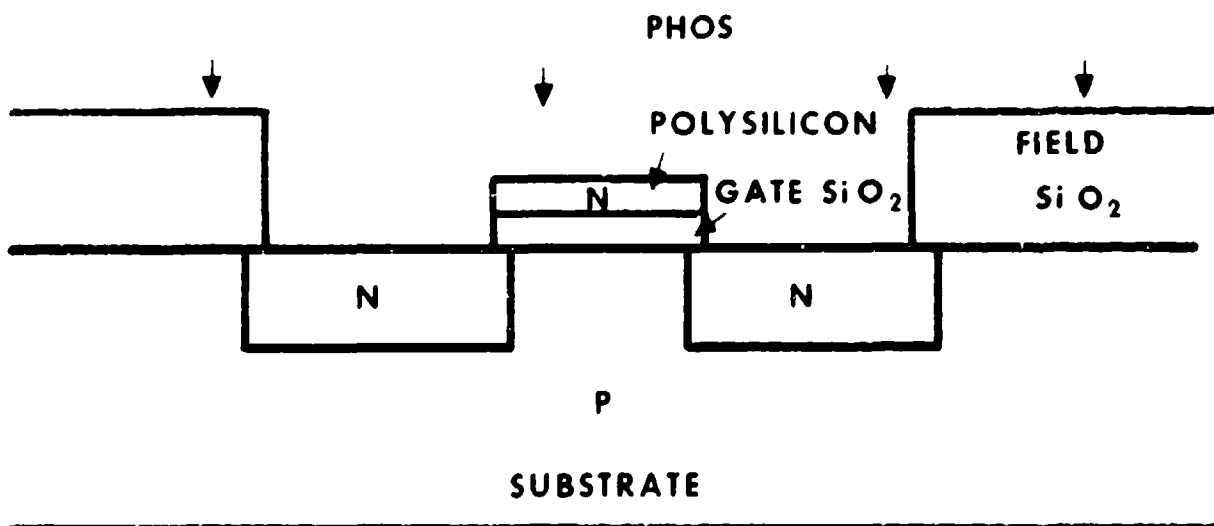 PHOS
POLYSILICON
FIELD
SiO₂
N
GATE SiO₂
N
N
P
SUBSTRATE